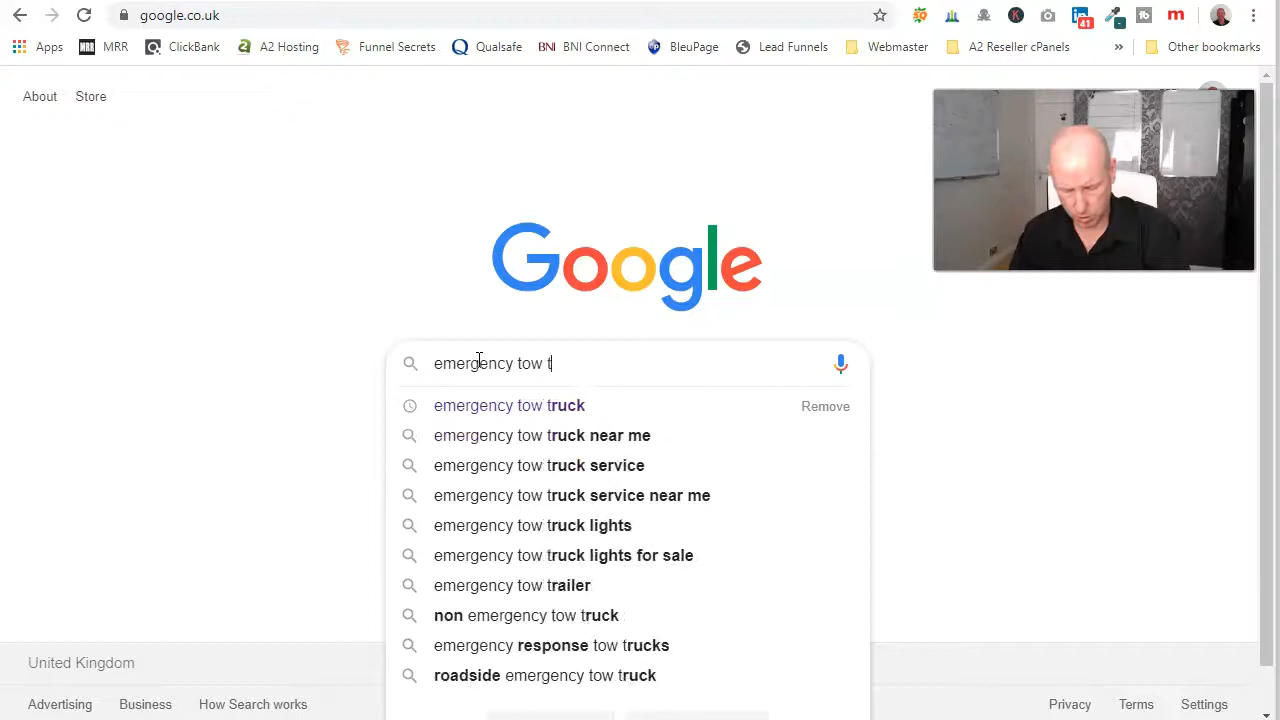 google.co.uk
41
Apps MRR ClickBank A2 Hosting Funnel Secrets Qualsafe BNI BNI Connect BleuPage Lead Funnels Webmaster A2 Reseller cPanels » Other bookmarks
About Store
Google
emergency tow t
emergency tow truck Remove
emergency tow truck near me
emergency tow truck service
emergency tow truck service near me
emergency tow truck lights
emergency tow truck lights for sale
emergency tow trailer
non emergency tow truck
emergency response tow trucks
roadside emergency tow truck
United Kingdom
Advertising Business How Search works Privacy Terms Settings